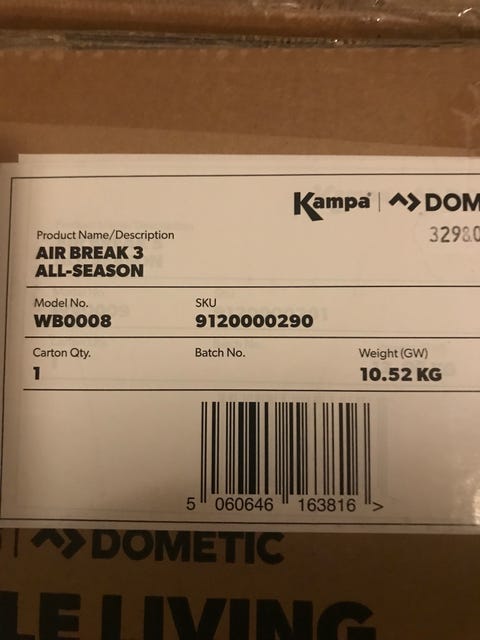 Kampa | DOM
3298.0
Product Name/Description
AIR BREAK 3
ALL-SEASON
Model No. SKU
WB0008 9120000290
Carton Qty. Batch No. Weight (GW)
1 10.52 KG
5 060646 163816 >
DOMETIC
LE LIVING